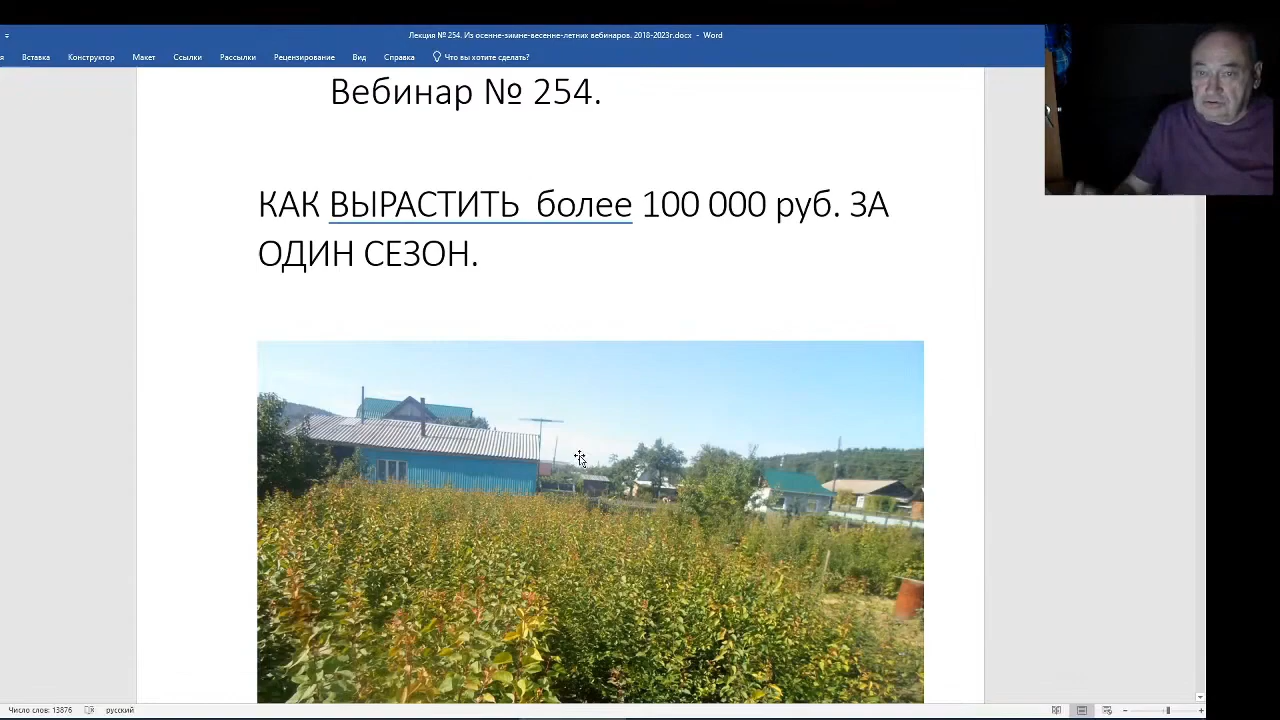 Лекция № 254. Из осенне-зимне-весенне-летних вебинаров. 2018-2023г.docx - Word
я Вставка Конструктор Макет Ссылки Рассылки Рецензирование Вид Справка Что вы хотите сделать?
Вебинар № 254.
КАК ВЫРАСТИТЬ более 100 000 руб. ЗА
ОДИН СЕЗОН.
Число слов: 13876 русский